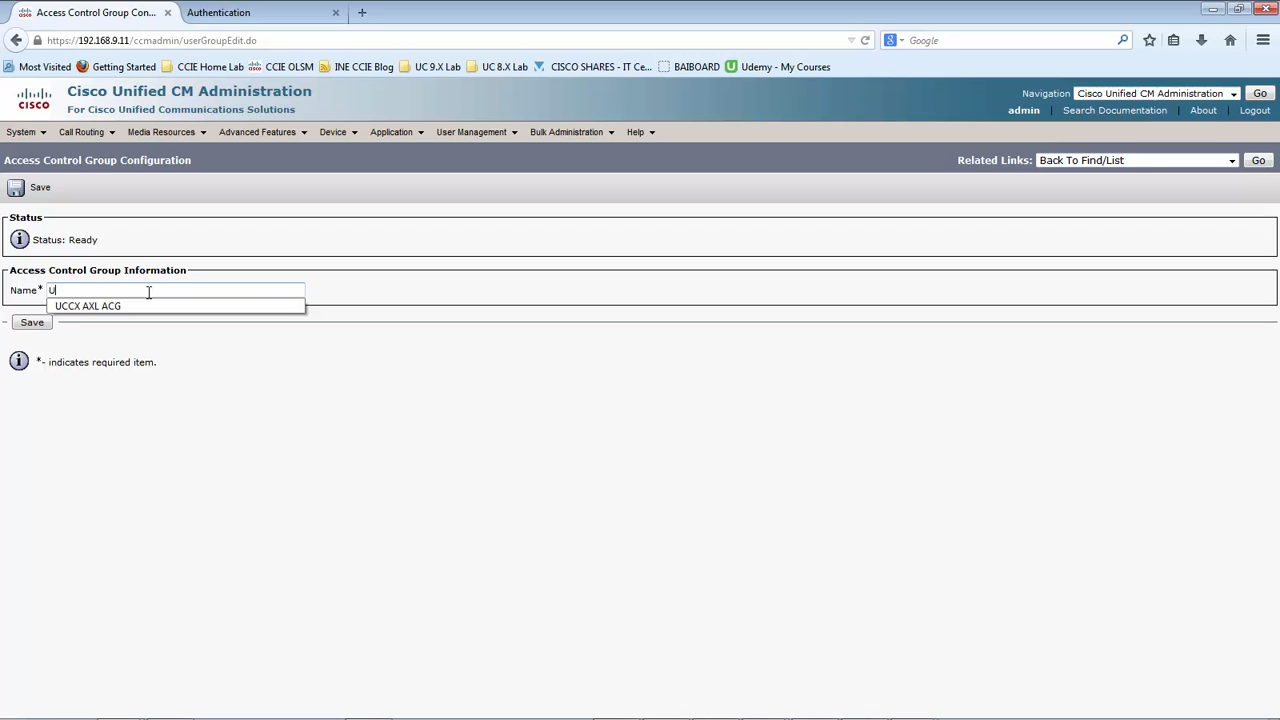 Access Control Group Con... ×
Authentication ×
https://192.168.9.11/ccmadmin/userGroupEdit.do
Google
Most Visited
Getting Started
CCIE Home Lab
CCIE OLSM
INE CCIE Blog
UC 9.X Lab
UC 8.X Lab
CISCO SHARES - IT Ce...
BAIBOARD
Udemy - My Courses
CISCO
Cisco Unified CM Administration
For Cisco Unified Communications Solutions
Navigation Cisco Unified CM Administration Go
admin | Search Documentation | About | Logout
System Call Routing Media Resources Advanced Features Device Application User Management Bulk Administration Help
Access Control Group Configuration
Related Links: Back To Find/List Go
Save
Status
Status: Ready
Access Control Group Information
Name* U
UCCX AXL ACG
Save
*- indicates required item.